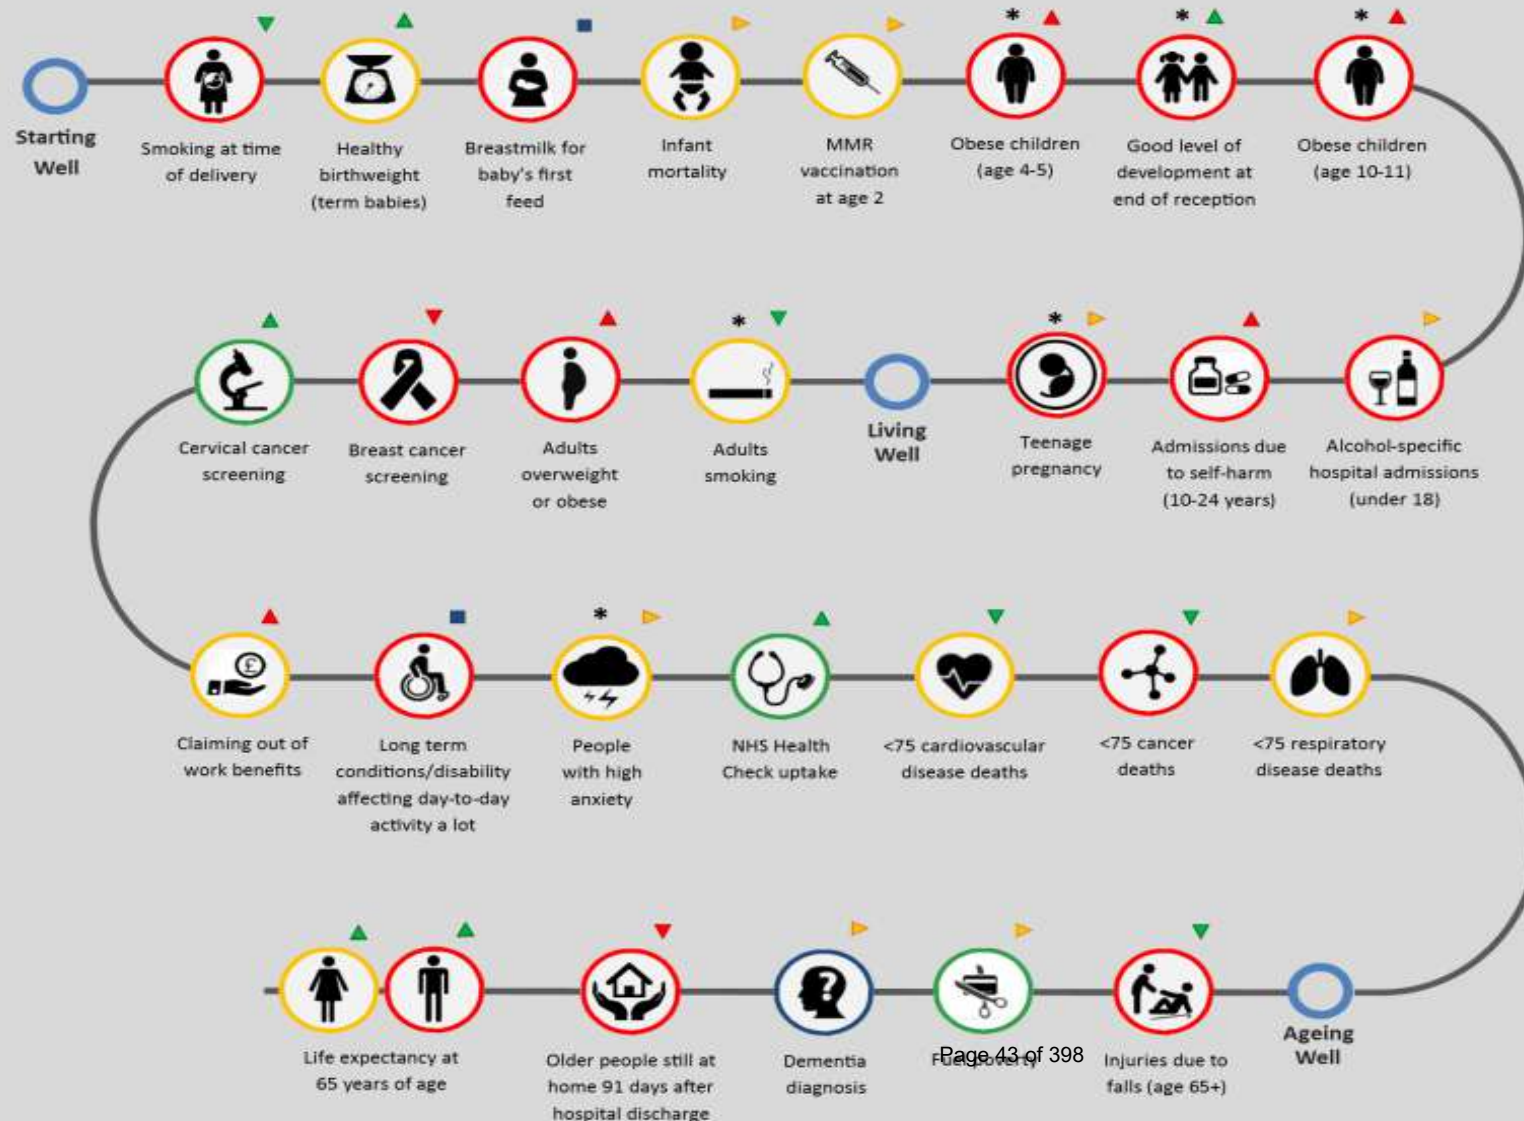 Starting
Well
Smoking at time
of delivery
Healthy
birthweight
(term babies)
Breastmilk for
baby's first
feed
Infant
mortality
MMR
vaccination
at age 2
*
Obese children
(age 4-5)
*
Good level of
development at
end of reception
*
Obese children
(age 10-11)
Cervical cancer
screening
Breast cancer
screening
Adults
overweight
or obese
*
Adults
smoking
Living
Well
*
Teenage
pregnancy
Admissions due
to self-harm
(10-24 years)
Alcohol-specific
hospital admissions
(under 18)
£
Claiming out of
work benefits
Long term
conditions/disability
affecting day-to-day
activity a lot
*
People
with high
anxiety
NHS Health
Check uptake
<75 cardiovascular
disease deaths
<75 cancer
deaths
<75 respiratory
disease deaths
Life expectancy at
65 years of age
Older people still at
home 91 days after
hospital discharge
?
Dementia
diagnosis
Fuel poverty
Page 43 of 398
Injuries due to
falls (age 65+)
Ageing
Well